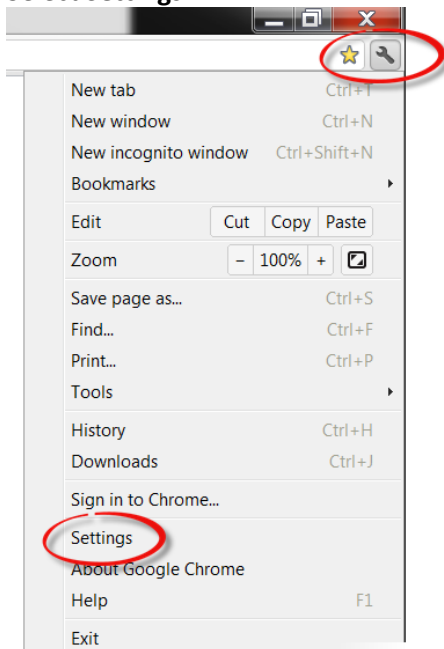 Select Settings
New tab Ctrl+T
New window Ctrl+N
New incognito window Ctrl+Shift+N
Bookmarks
Edit Cut Copy Paste
Zoom - 100% +
Save page as... Ctrl+S
Find... Ctrl+F
Print... Ctrl+P
Tools
History Ctrl+H
Downloads Ctrl+J
Sign in to Chrome...
Settings
About Google Chrome
Help F1
Exit